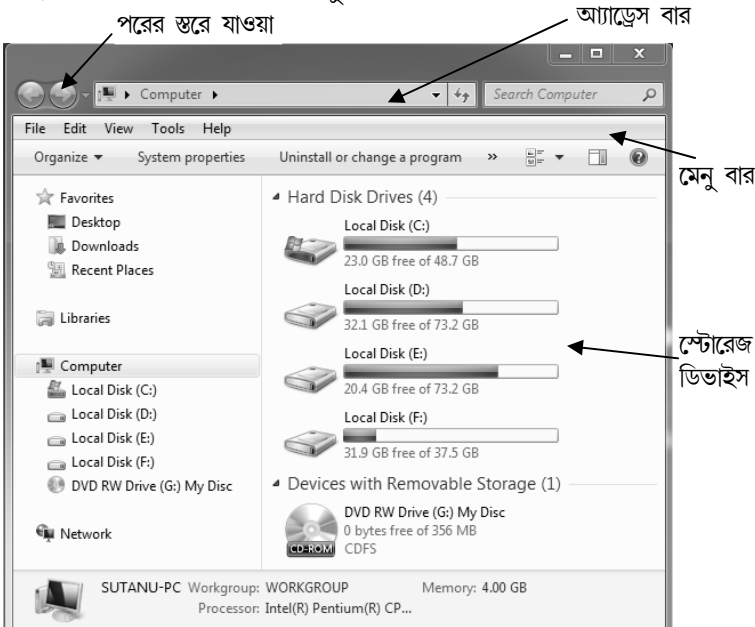 পরের স্তরে যাওয়া
অ্যাড্রেস বার
Computer
Search Computer
File Edit View Tools Help
মেনু বার
Organize System properties Uninstall or change a program »
Favorites
Desktop
Downloads
Recent Places
Libraries
Computer
Local Disk (C:)
Local Disk (D:)
Local Disk (E:)
Local Disk (F:)
DVD RW Drive (G:) My Disc
Network
Hard Disk Drives (4)
Local Disk (C:)
23.0 GB free of 48.7 GB
Local Disk (D:)
32.1 GB free of 73.2 GB
Local Disk (E:)
20.4 GB free of 73.2 GB
Local Disk (F:)
31.9 GB free of 37.5 GB
স্টোরেজ
ডিভাইস
Devices with Removable Storage (1)
DVD RW Drive (G:) My Disc
0 bytes free of 356 MB
CD-ROM CDFS
SUTANU-PC Workgroup: WORKGROUP Memory: 4.00 GB
Processor: Intel(R) Pentium(R) CP...